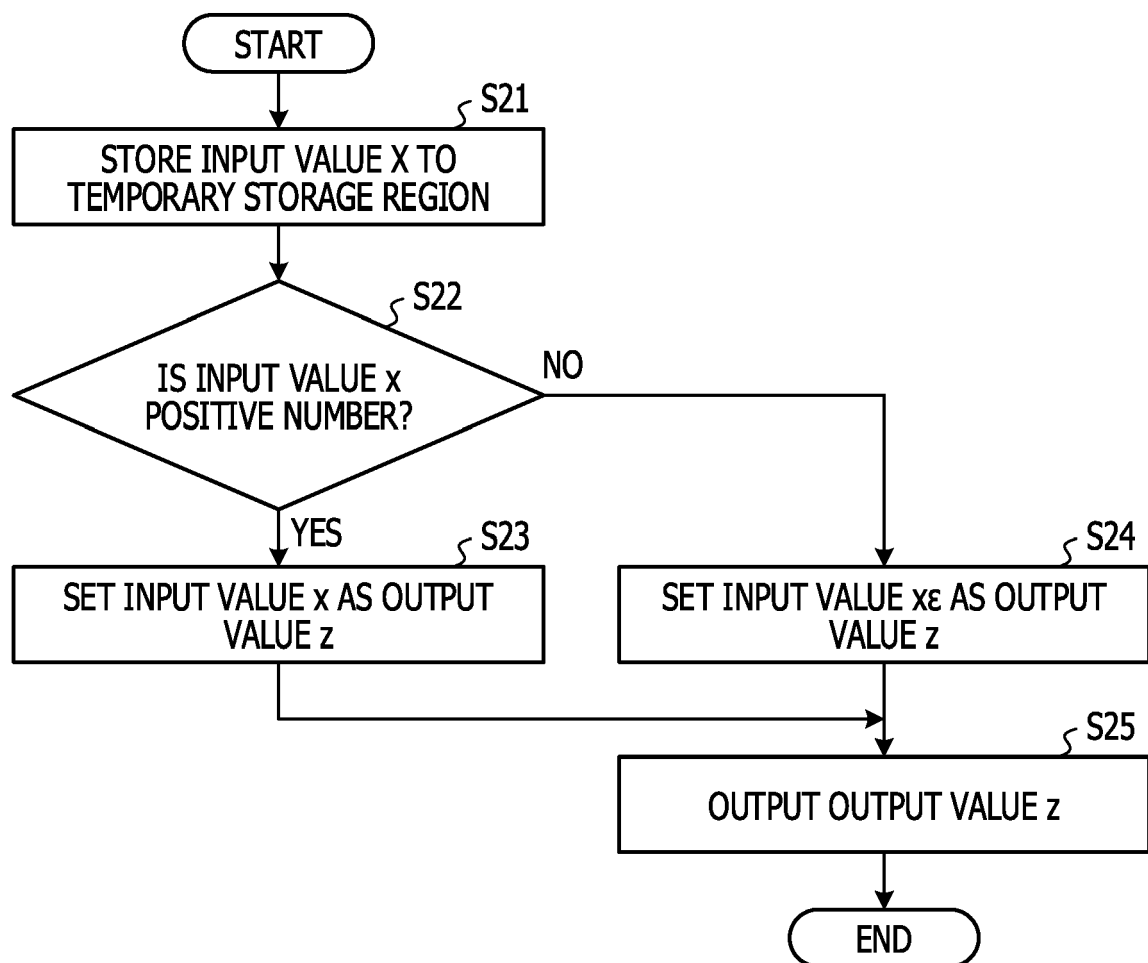 START
S21
STORE INPUT VALUE X TO
TEMPORARY STORAGE REGION
S22
IS INPUT VALUE x
POSITIVE NUMBER?
NO
YES
S23
SET INPUT VALUE x AS OUTPUT
VALUE z
S24
SET INPUT VALUE xε AS OUTPUT
VALUE z
S25
OUTPUT OUTPUT VALUE z
END